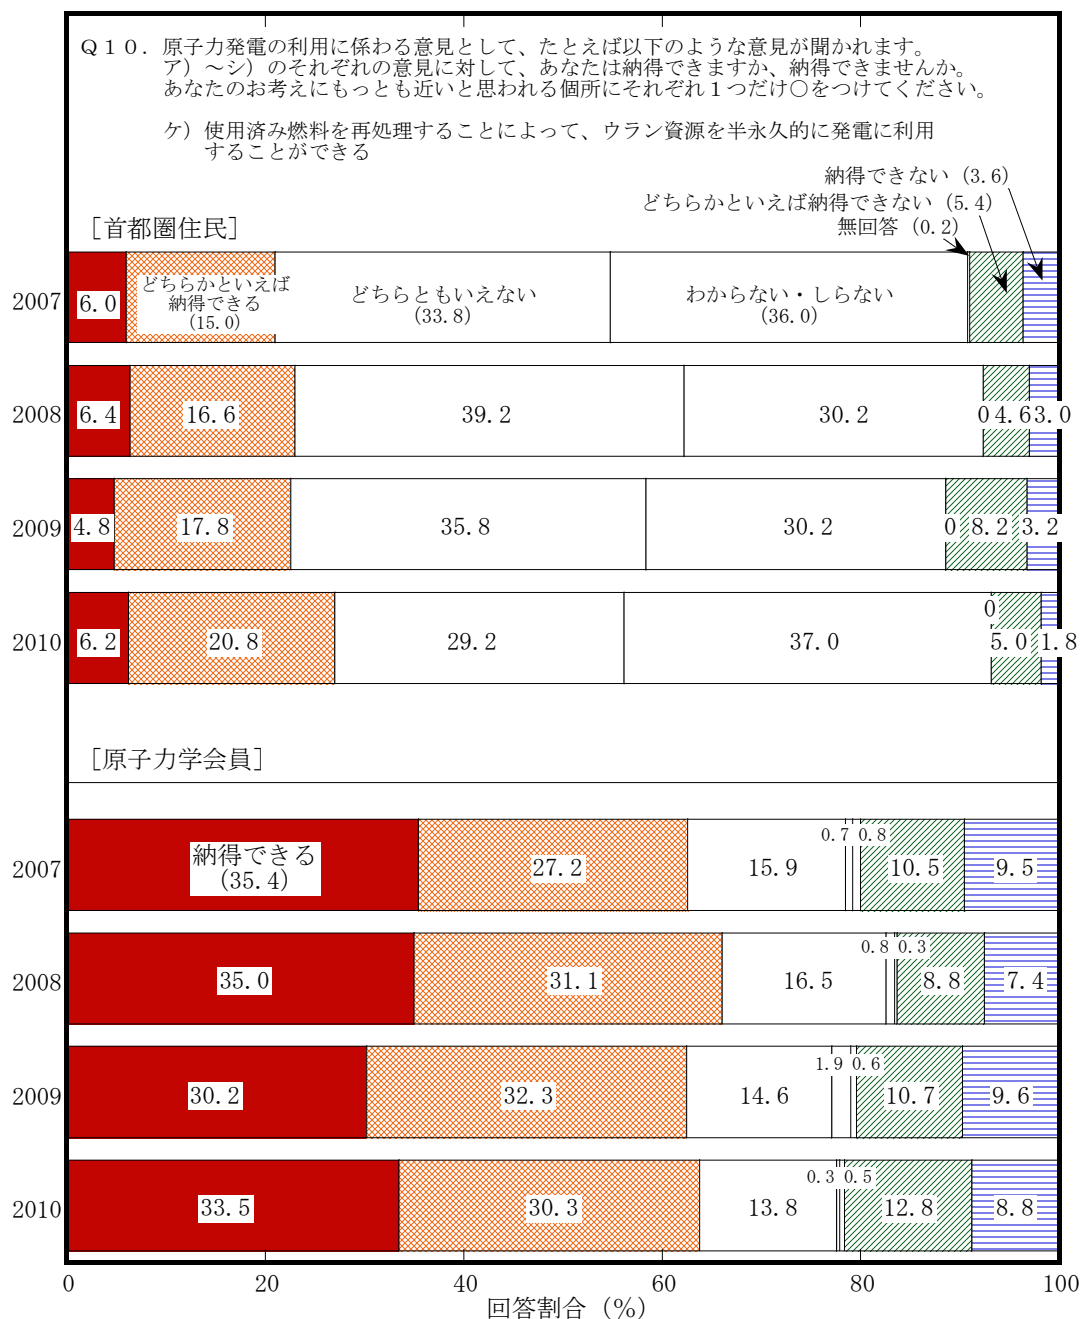 Q10. 原子力発電の利用に係わる意見として、たとえば以下のような意見が聞かれます。
ア）～シ）のそれぞれの意見に対して、あなたは納得できますか、納得できませんか。
あなたのお考えにもっとも近いと思われる個所にそれぞれ１つだけ○をつけてください。
ケ）使用済み燃料を再処理することによって、ウラン資源を半永久的に発電に利用
することができる
納得できない（3.6）
どちらかといえば納得できない（5.4）
無回答（0.2）
［首都圏住民］
2007 6.0 どちらかといえば
納得できる
（15.0）
どちらともいえない
（33.8）
わからない・しらない
（36.0）
2008 6.4 16.6 39.2 30.2 0 4.6 3.0
2009 4.8 17.8 35.8 30.2 0 8.2 3.2
2010 6.2 20.8 29.2 37.0 0 5.0 1.8
［原子力学会員］
2007 納得できる
（35.4）
27.2 15.9 0.7 0.8 10.5 9.5
2008 35.0 31.1 16.5 0.8 0.3 8.8 7.4
2009 30.2 32.3 14.6 1.9 0.6 10.7 9.6
2010 33.5 30.3 13.8 0.3 0.5 12.8 8.8
0 20 40 60 80 100
回答割合（%）